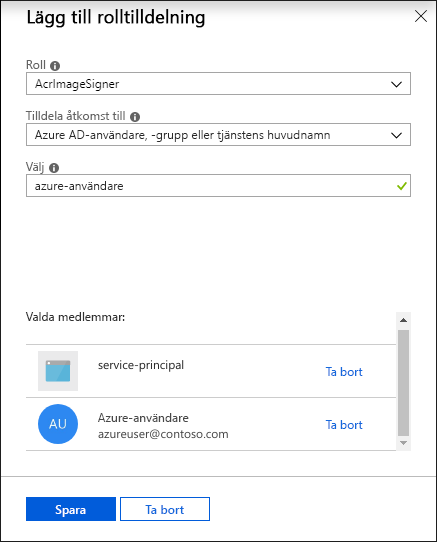 Lägg till rolltilldelning
Roll
AcrImageSigner
Tilldela åtkomst till
Azure AD-användare, -grupp eller tjänstens huvudnamn
Välj
azure-användare
Valda medlemmar:
service-principal
Ta bort
AU
Azure-användare
azureuser@contoso.com
Ta bort
Spara
Ta bort